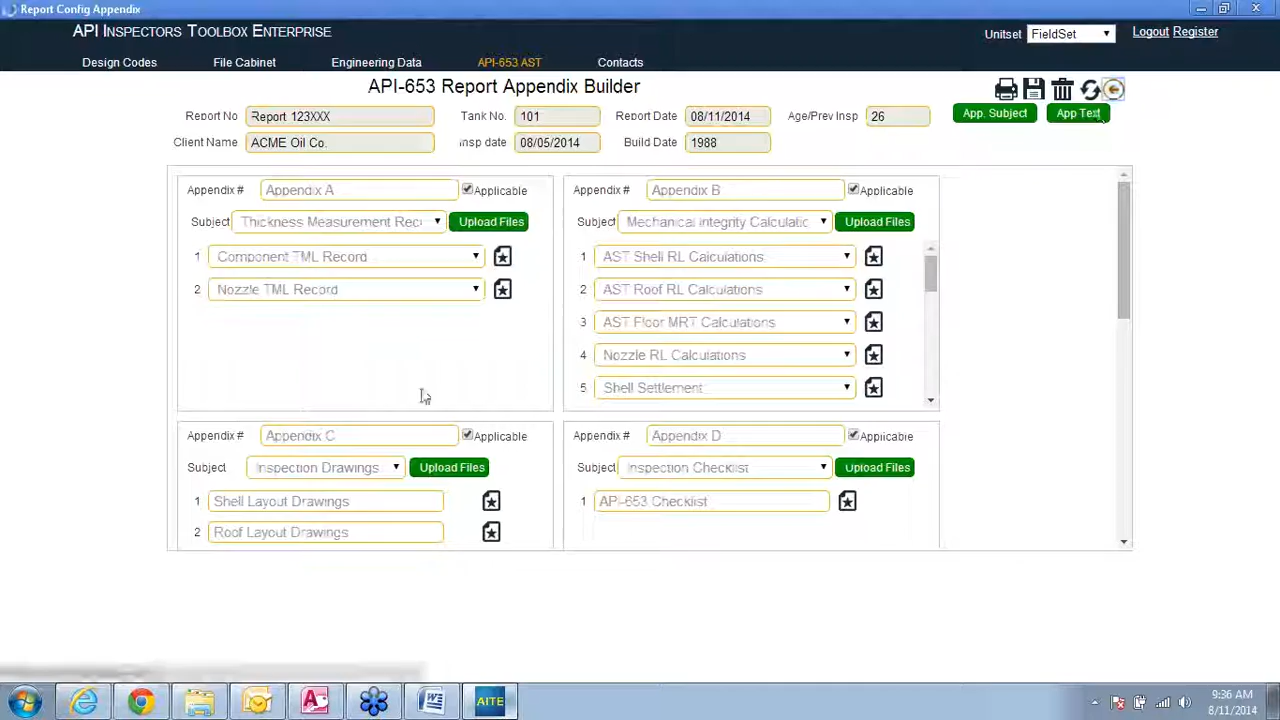 Report Config Appendix
API Inspectors Toolbox Enterprise
Unitset FieldSet Logout Register
Design Codes File Cabinet Engineering Data API-653 AST Contacts
API-653 Report Appendix Builder
Report No Report 123XXX Tank No. 101 Report Date 08/11/2014 Age/Prev Insp 26 App. Subject App Text
Client Name ACME Oil Co. Insp date 08/05/2014 Build Date 1988
Appendix # Appendix A Applicable
Subject Thickness Measurement Rec Upload Files
1 Component TML Record
2 Nozzle TML Record
Appendix # Appendix B Applicable
Subject Mechanical Integrity Calculatic Upload Files
1 AST Shell RL Calculations
2 AST Roof RL Calculations
3 AST Floor MRT Calculations
4 Nozzle RL Calculations
5 Shell Settlement
Appendix # Appendix C Applicable
Subject Inspection Drawings Upload Files
1 Shell Layout Drawings
2 Roof Layout Drawings
Appendix # Appendix D Applicable
Subject Inspection Checklist Upload Files
1 API-653 Checklist
AITE
9:36 AM
8/11/2014